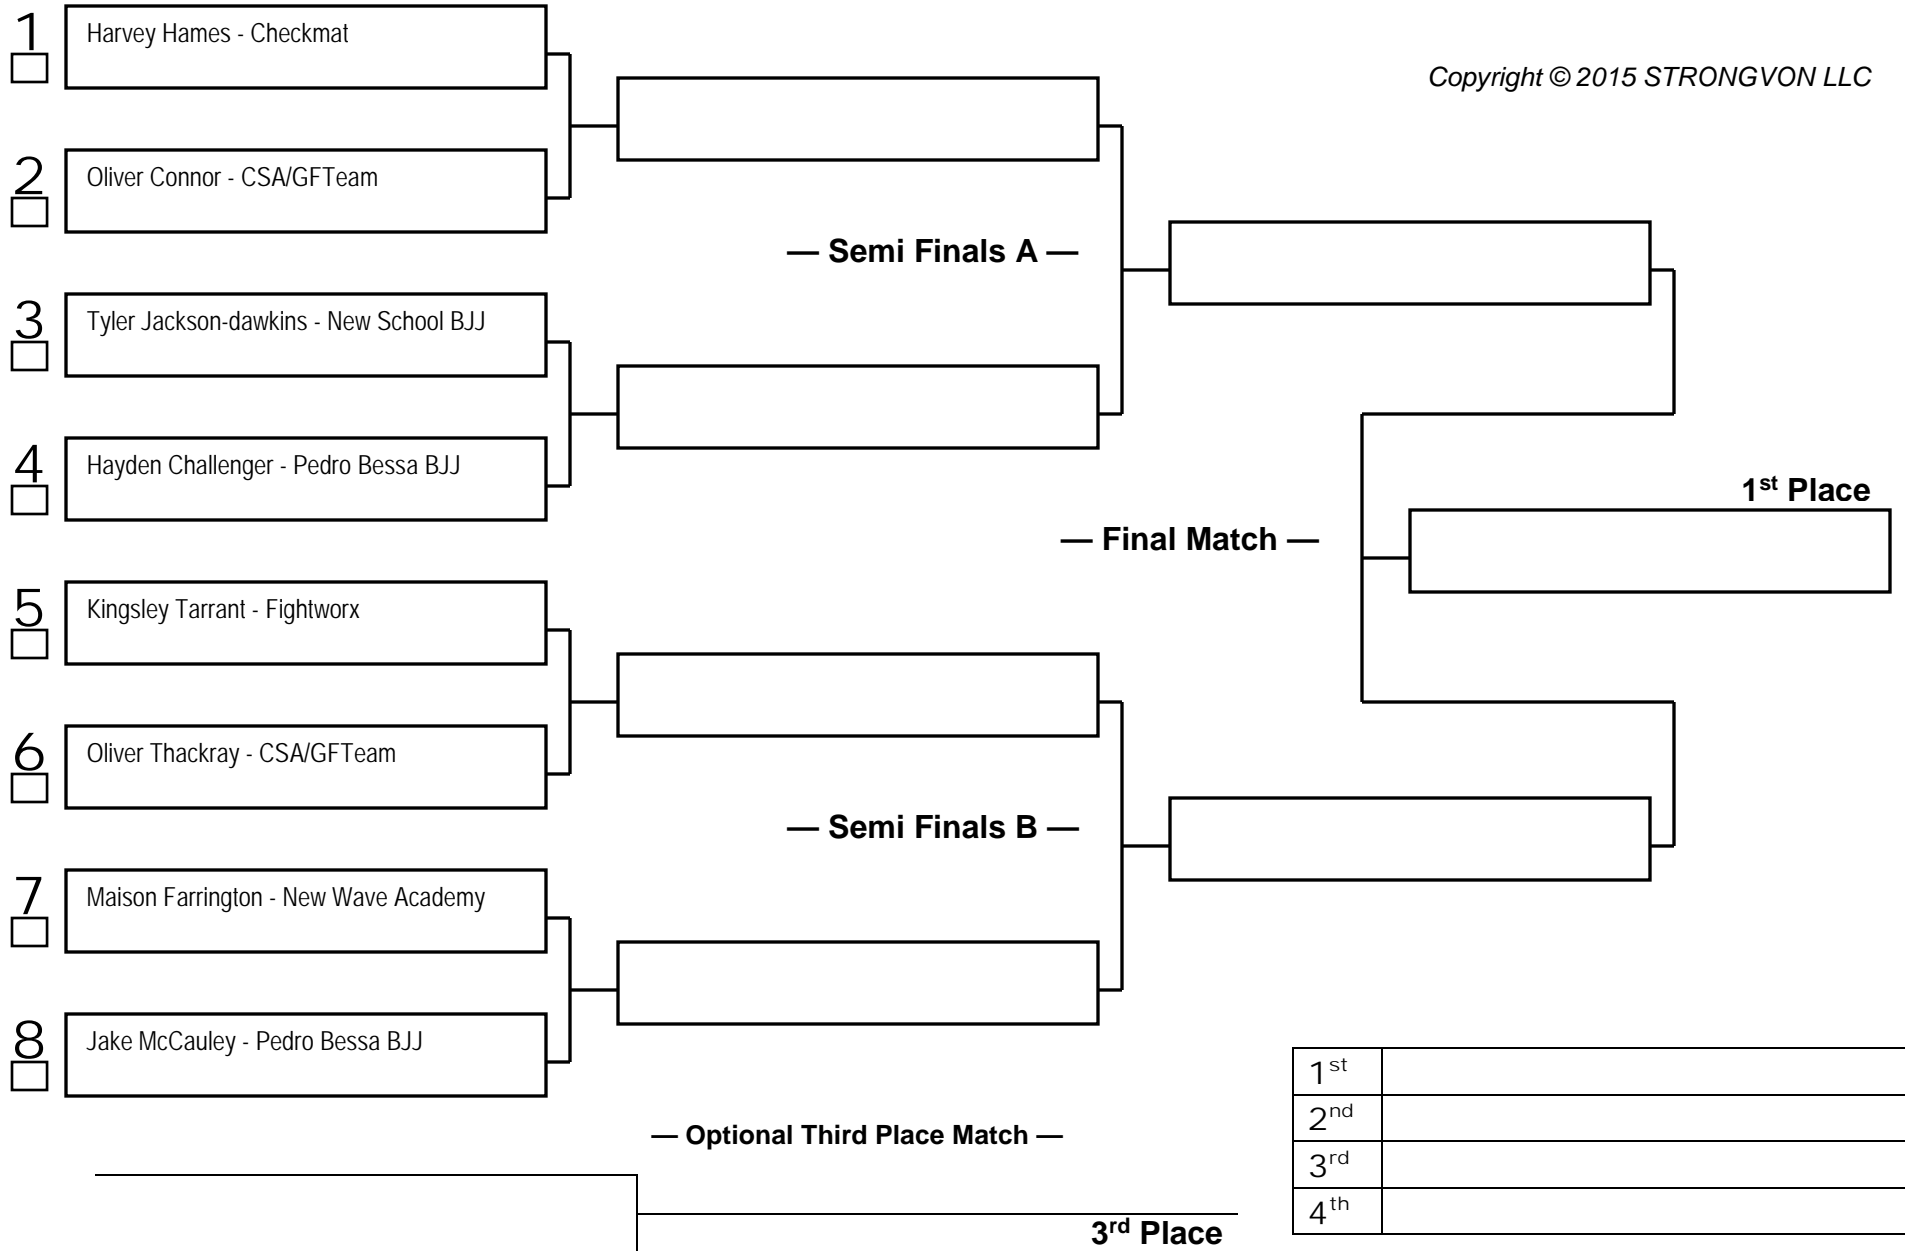 1
Harvey Hames - Checkmat
Copyright © 2015 STRONGVON LLC
2
Oliver Connor - CSA/GFTeam
— Semi Finals A —
3
Tyler Jackson-dawkins - New School BJJ
4
Hayden Challenger - Pedro Bessa BJJ
1st Place
— Final Match —
5
Kingsley Tarrant - Fightworx
6
Oliver Thackray - CSA/GFTeam
— Semi Finals B —
7
Maison Farrington - New Wave Academy
8
Jake McCauley - Pedro Bessa BJJ
— Optional Third Place Match —
3rd Place
1st
2nd
3rd
4th